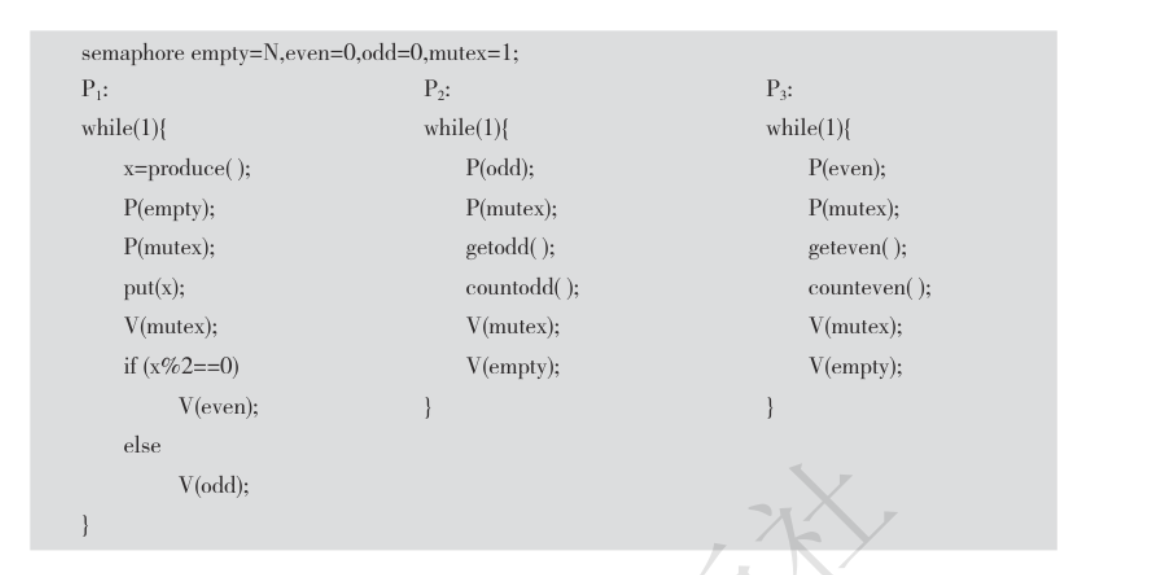 semaphore empty=N,even=0,odd=0,mutex=1;
P₁:
while(1){
x=produce( );
P(empty);
P(mutex);
put(x);
V(mutex);
if (x%2==0)
V(even);
else
V(odd);
}
P₂:
while(1){
P(odd);
P(mutex);
getodd( );
countodd( );
V(mutex);
V(empty);
}
P₃:
while(1){
P(even);
P(mutex);
geteven( );
counteven( );
V(mutex);
V(empty);
}
社